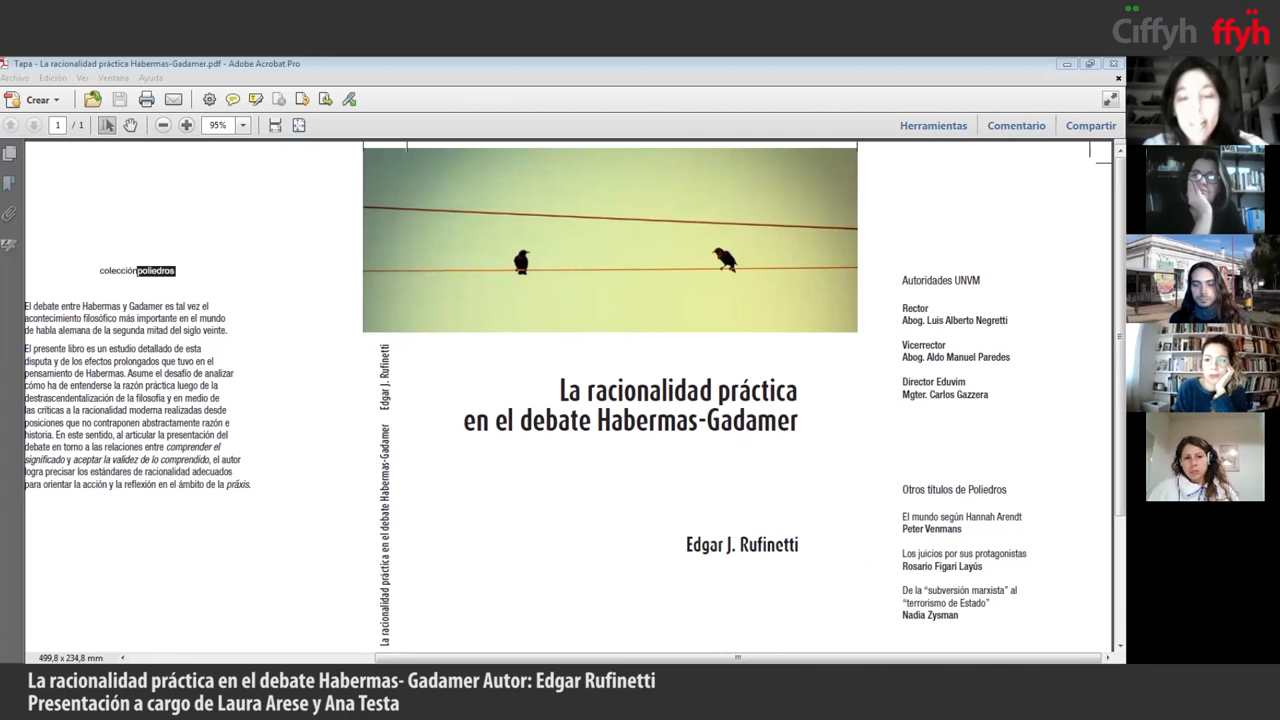 Ciffyh ffyh
Tapa - La racionalidad práctica Habermas-Gadamer.pdf - Adobe Acrobat Pro
Archivo Edición Ver Ventana Ayuda
Crear
1 / 1
95%
Herramientas Comentario Compartir
colecciónpoliedros
El debate entre Habermas y Gadamer es tal vez el
acontecimiento filosófico más importante en el mundo
de habla alemana de la segunda mitad del siglo veinte.
El presente libro es un estudio detallado de esta
disputa y de los efectos prolongados que tuvo en el
pensamiento de Habermas. Asume el desafío de analizar
cómo ha de entenderse la razón práctica luego de la
destrascendentalización de la filosofía y en medio de
las críticas a la racionalidad moderna realizadas desde
posiciones que no contraponen abstractamente razón e
historia. En este sentido, al articular la presentación del
debate en torno a las relaciones entre comprender el
significado y aceptar la validez de lo comprendido, el autor
logra precisar los estándares de racionalidad adecuados
para orientar la acción y la reflexión en el ámbito de la práxis.
La racionalidad práctica en el debate Habermas-Gadamer Edgar J. Rufinetti
La racionalidad práctica
en el debate Habermas-Gadamer
Edgar J. Rufinetti
Autoridades UNVM
Rector
Abog. Luis Alberto Negretti
Vicerrector
Abog. Aldo Manuel Paredes
Director Eduvim
Mgter. Carlos Gazzera
Otros títulos de Poliedros
El mundo según Hannah Arendt
Peter Venmans
Los juicios por sus protagonistas
Rosario Figari Layús
De la “subversión marxista” al
“terrorismo de Estado”
Nadia Zysman
499,8 x 234,8 mm
La racionalidad práctica en el debate Habermas- Gadamer Autor: Edgar Rufinetti
Presentación a cargo de Laura Arese y Ana Testa